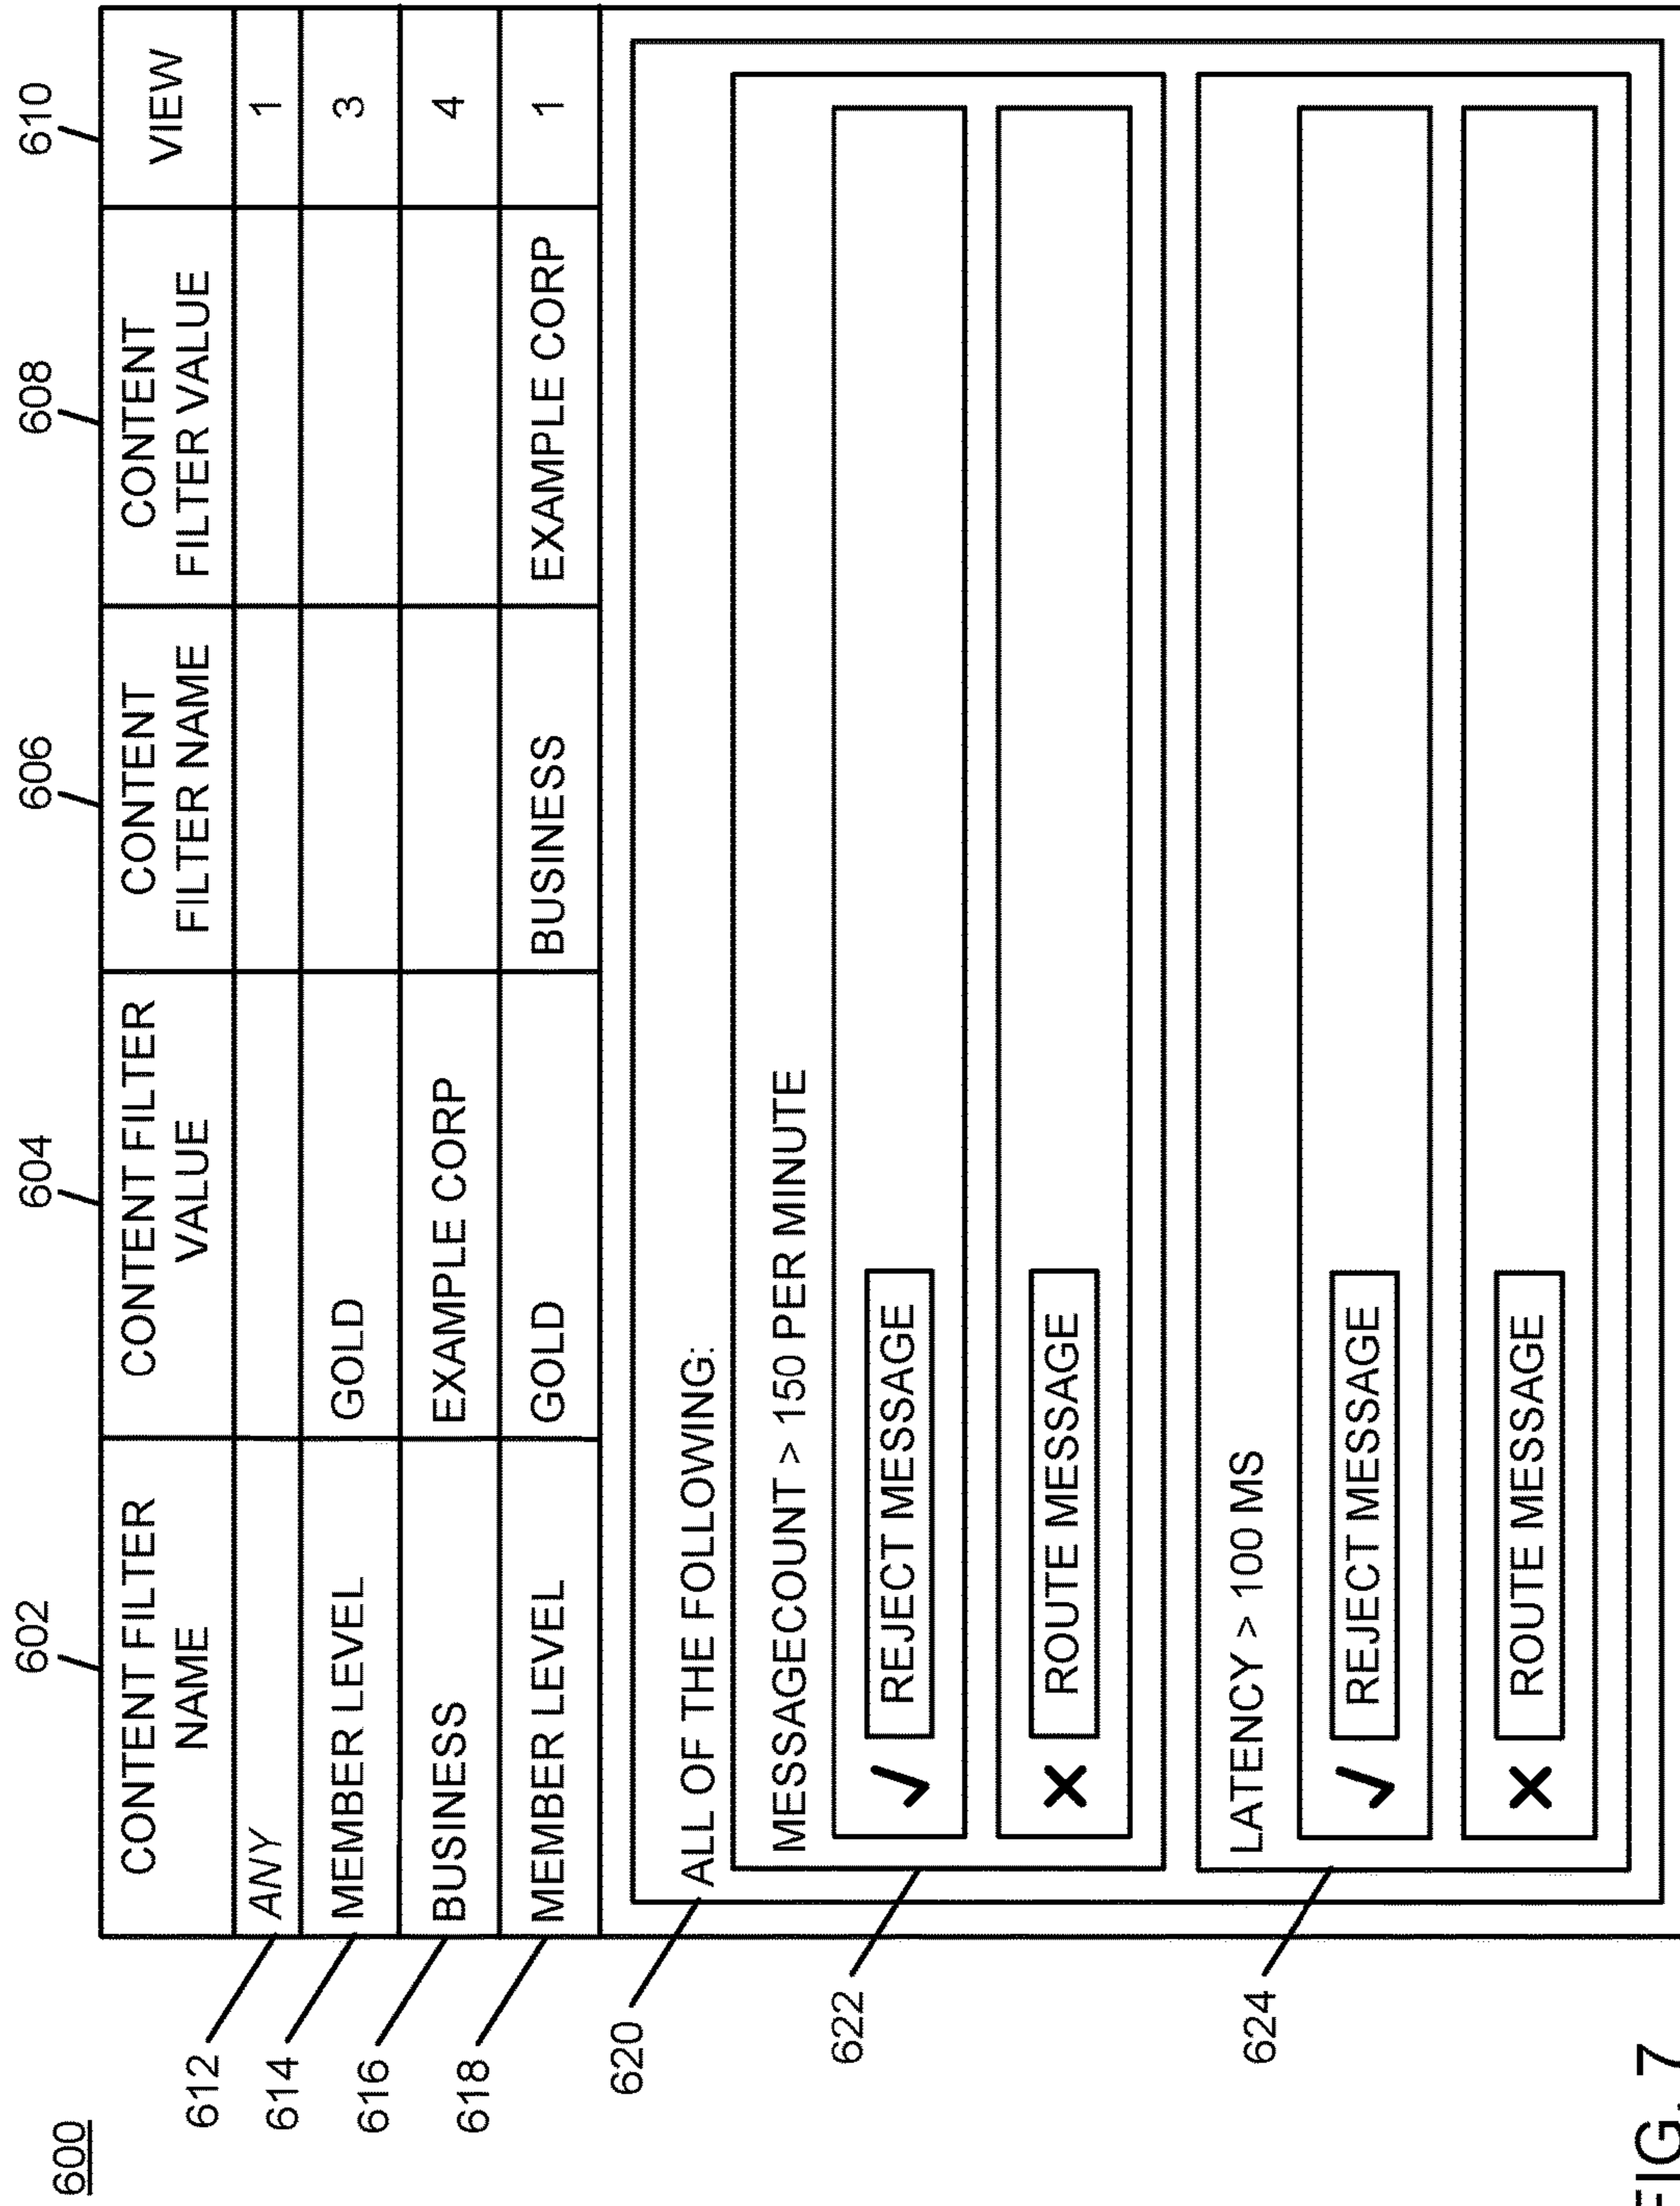 600
602
604
606
608
610
CONTENT FILTER
NAME
CONTENT FILTER
VALUE
CONTENT
FILTER NAME
CONTENT
FILTER VALUE
VIEW
612
ANY
1
614
MEMBER LEVEL
GOLD
3
616
BUSINESS
EXAMPLE CORP
4
618
MEMBER LEVEL
GOLD
BUSINESS
EXAMPLE CORP
1
620
ALL OF THE FOLLOWING:
622
MESSAGECOUNT > 150 PER MINUTE
✓ REJECT MESSAGE
✕ ROUTE MESSAGE
624
LATENCY > 100 MS
✓ REJECT MESSAGE
✕ ROUTE MESSAGE
FIG. 7